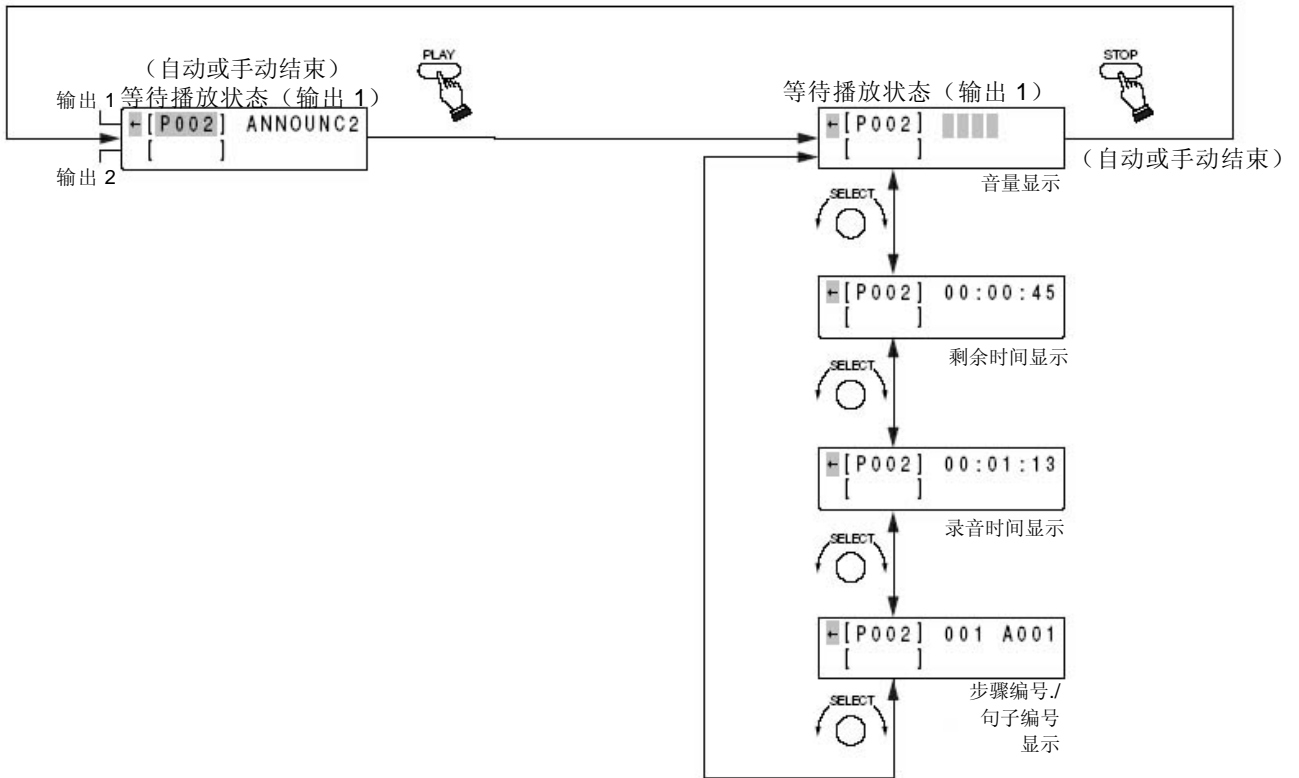 （自动或手动结束）
等待播放状态（输出 1）
输出 1
←[P002] ANNOUNC2
[ ]
输出 2
PLAY
等待播放状态（输出 1）
←[P002]
[ ]
音量显示
STOP
（自动或手动结束）
SELECT
←[P002] 00:00:45
[ ]
剩余时间显示
SELECT
←[P002] 00:01:13
[ ]
录音时间显示
SELECT
←[P002] 001 A001
[ ]
步骤编号./
句子编号
显示
SELECT